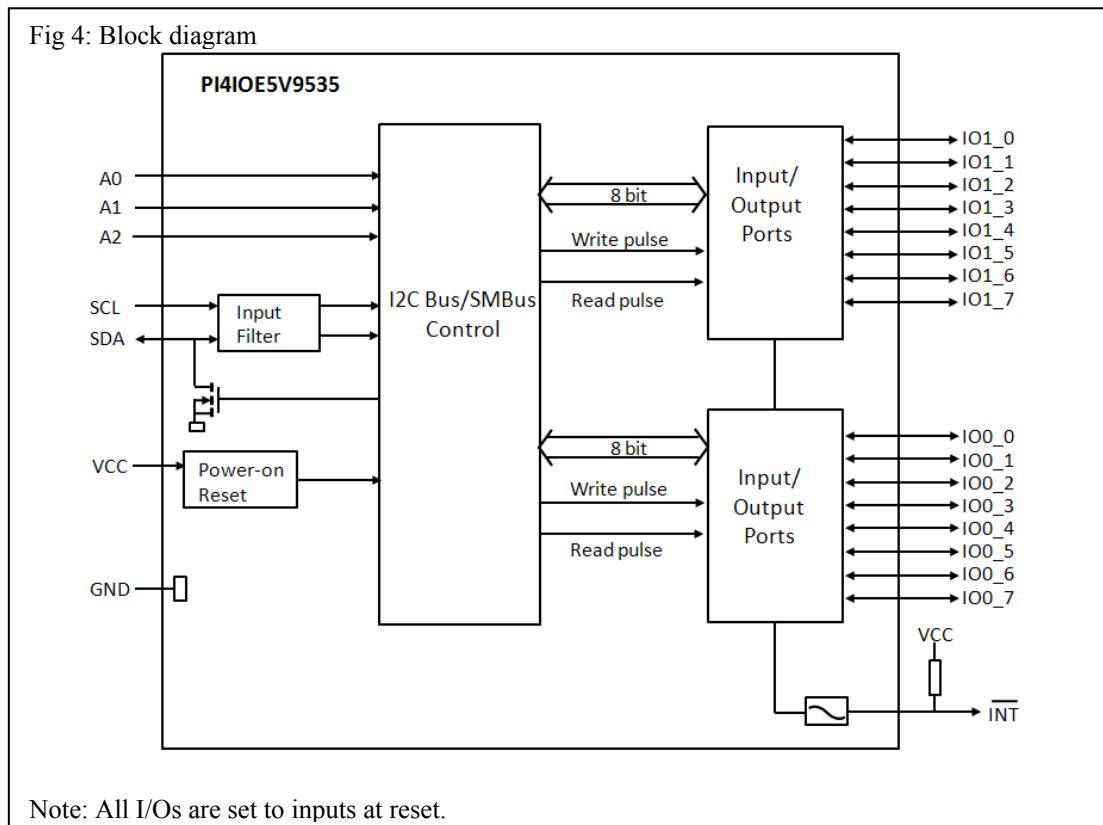 Fig 4: Block diagram
PI4IOE5V9535
A0
A1
A2
SCL
SDA
VCC
GND
Input
Filter
Power-on
Reset
I2C Bus/SMBus
Control
8 bit
Write pulse
Read pulse
8 bit
Write pulse
Read pulse
Input/
Output
Ports
Input/
Output
Ports
IO1_0
IO1_1
IO1_2
IO1_3
IO1_4
IO1_5
IO1_6
IO1_7
IO0_0
IO0_1
IO0_2
IO0_3
IO0_4
IO0_5
IO0_6
IO0_7
VCC
INT
Note: All I/Os are set to inputs at reset.